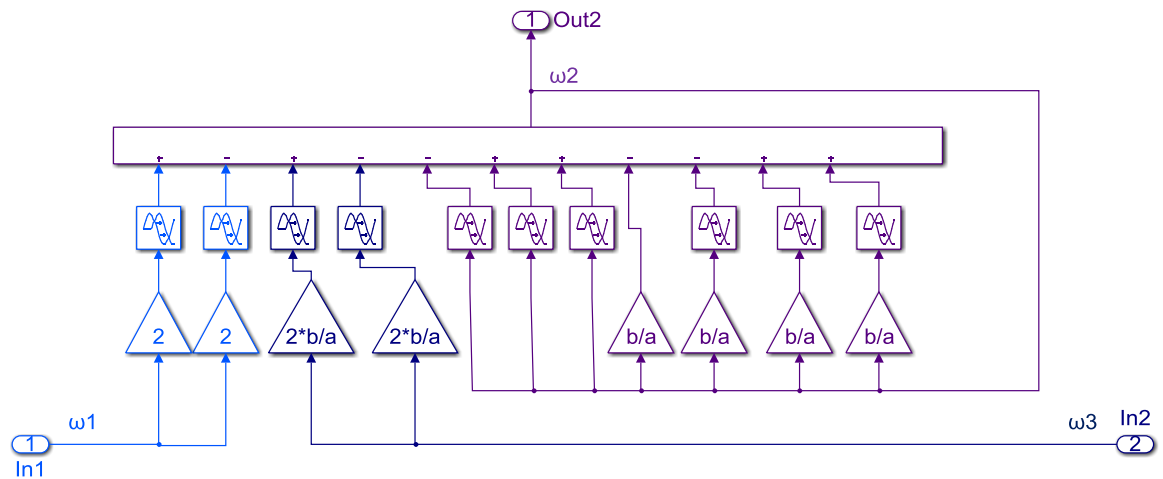 1 Out2
ω2
+ - + - - + + - - + +
2 2 2*b/a 2*b/a b/a b/a b/a b/a
ω1 ω3 In2
1 2
In1